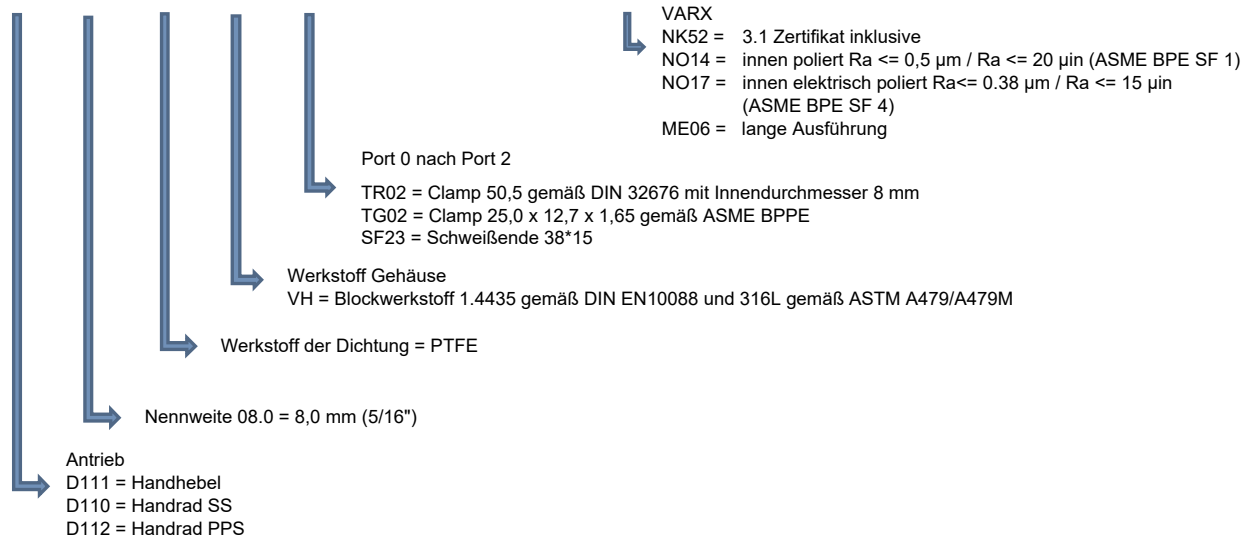 VARX
NK52 = 3.1 Zertifikat inklusive
NO14 = innen poliert Ra <= 0,5 µm / Ra <= 20 µin (ASME BPE SF 1)
NO17 = innen elektrisch poliert Ra<= 0.38 µm / Ra <= 15 µin
(ASME BPE SF 4)
ME06 = lange Ausführung
Port 0 nach Port 2
TR02 = Clamp 50,5 gemäß DIN 32676 mit Innendurchmesser 8 mm
TG02 = Clamp 25,0 x 12,7 x 1,65 gemäß ASME BPPE
SF23 = Schweißende 38*15
Werkstoff Gehäuse
VH = Blockwerkstoff 1.4435 gemäß DIN EN10088 und 316L gemäß ASTM A479/A479M
Werkstoff der Dichtung = PTFE
Nennweite 08.0 = 8,0 mm (5/16")
Antrieb
D111 = Handhebel
D110 = Handrad SS
D112 = Handrad PPS